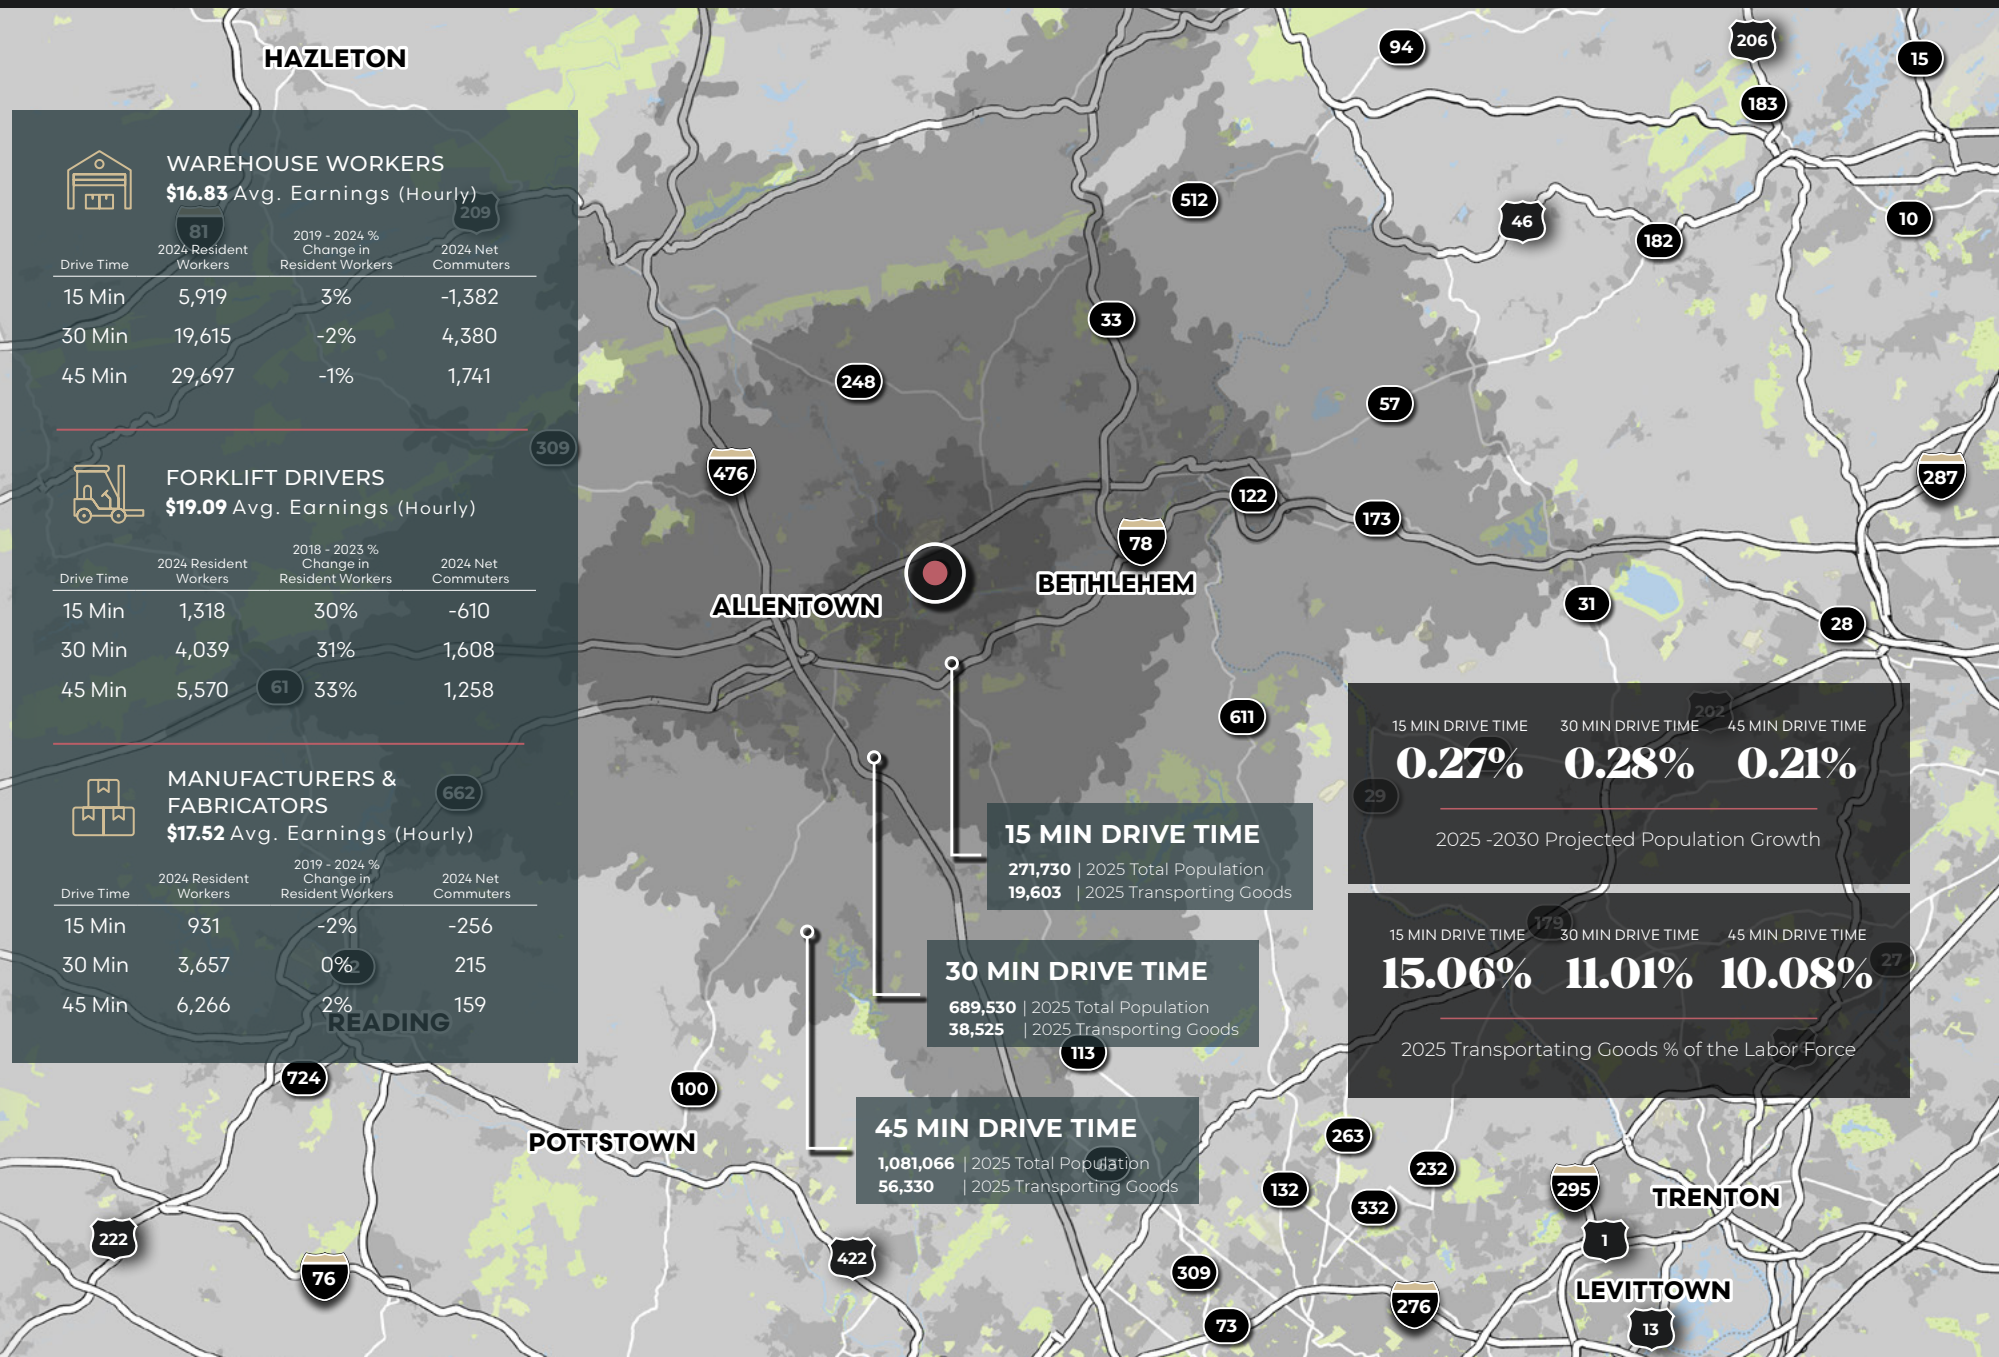 HAZLETON
94
206
15
183
WAREHOUSE WORKERS
$16.83 Avg. Earnings (Hourly)
209
81
512
46
182
10
Drive Time 2024 Resident Workers 2019 - 2024 % Change in Resident Workers 2024 Net Commuters
15 Min 5,919 3% -1,382
30 Min 19,615 -2% 4,380
45 Min 29,697 -1% 1,741
33
248
57
309
476
287
122
173
78
FORKLIFT DRIVERS
$19.09 Avg. Earnings (Hourly)
Drive Time 2024 Resident Workers 2018 - 2023 % Change in Resident Workers 2024 Net Commuters
15 Min 1,318 30% -610
30 Min 4,039 31% 1,608
45 Min 5,570 33% 1,258
61
ALLENTOWN
BETHLEHEM
31
28
611
MANUFACTURERS &
FABRICATORS
$17.52 Avg. Earnings (Hourly)
662
Drive Time 2024 Resident Workers 2019 - 2024 % Change in Resident Workers 2024 Net Commuters
15 Min 931 -2% -256
30 Min 3,657 0% 215
45 Min 6,266 2% 159
READING
202
15 MIN DRIVE TIME 30 MIN DRIVE TIME 45 MIN DRIVE TIME
0.27% 0.28% 0.21%
29
2025 -2030 Projected Population Growth
15 MIN DRIVE TIME
271,730 | 2025 Total Population
19,603 | 2025 Transporting Goods
179
15 MIN DRIVE TIME 30 MIN DRIVE TIME 45 MIN DRIVE TIME
15.06% 11.01% 10.08%
27
2025 Transportating Goods % of the Labor Force
30 MIN DRIVE TIME
689,530 | 2025 Total Population
38,525 | 2025 Transporting Goods
113
724
100
45 MIN DRIVE TIME
1,081,066 | 2025 Total Population
56,330 | 2025 Transporting Goods
63
POTTSTOWN
263
232
132
332
295
TRENTON
222
76
422
1
309
276
LEVITTOWN
73
13